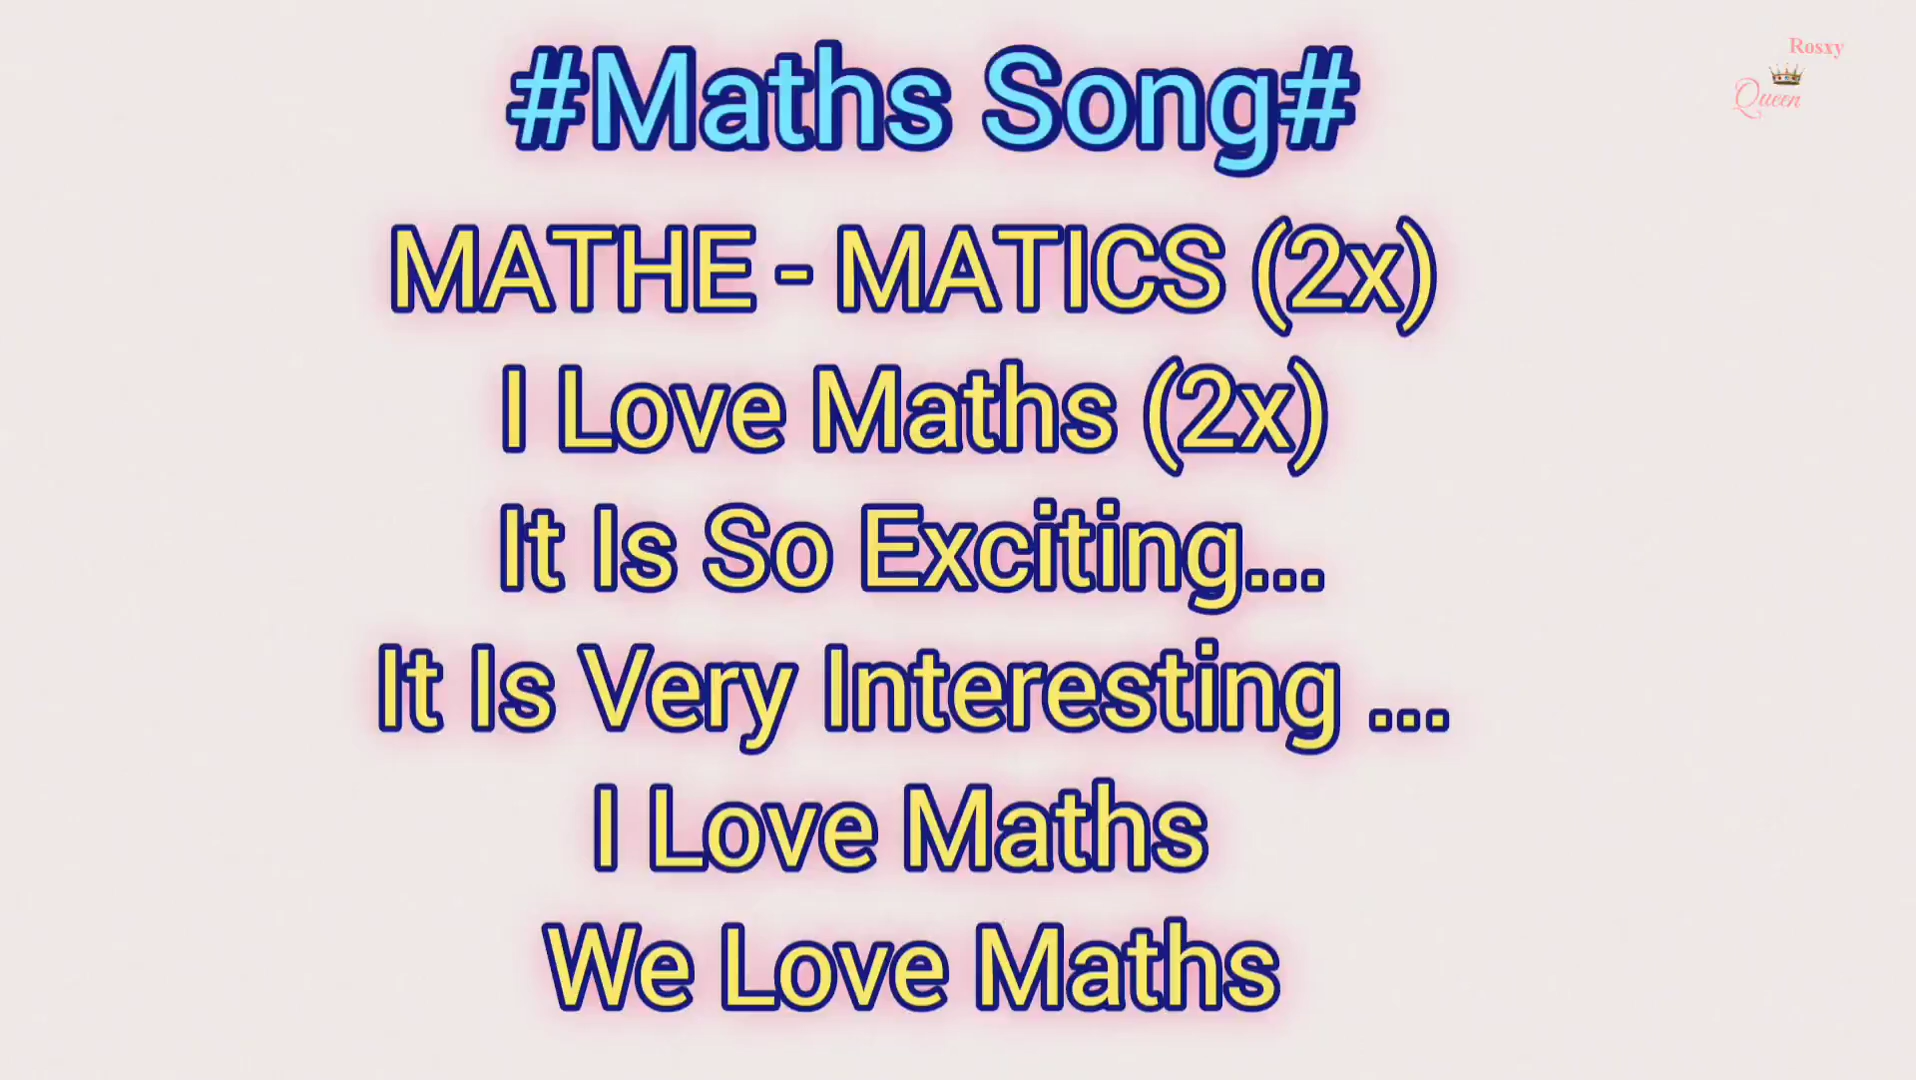 #Maths Song#
Rosxy
Queen
MATHE - MATICS (2x)
I Love Maths (2x)
It Is So Exciting...
It Is Very Interesting ...
I Love Maths
We Love Maths